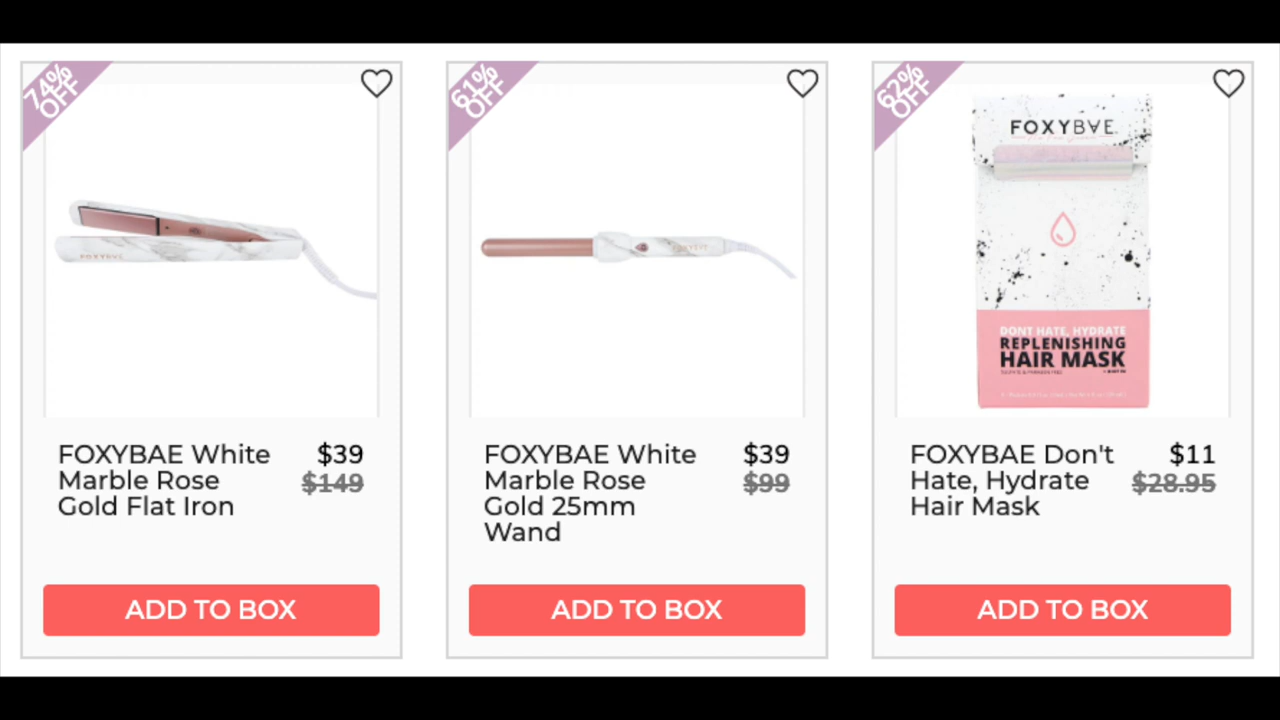 74%
OFF
FOXYBAE
FOXYBAE White
Marble Rose
Gold Flat Iron
$39
$149
ADD TO BOX
61%
OFF
FOXYBAE White
Marble Rose
Gold 25mm
Wand
$39
$99
ADD TO BOX
62%
OFF
FOXYBAE
DONT HATE, HYDRATE
REPLENISHING
HAIR MASK
FOXYBAE Don't
Hate, Hydrate
Hair Mask
$11
$28.95
ADD TO BOX